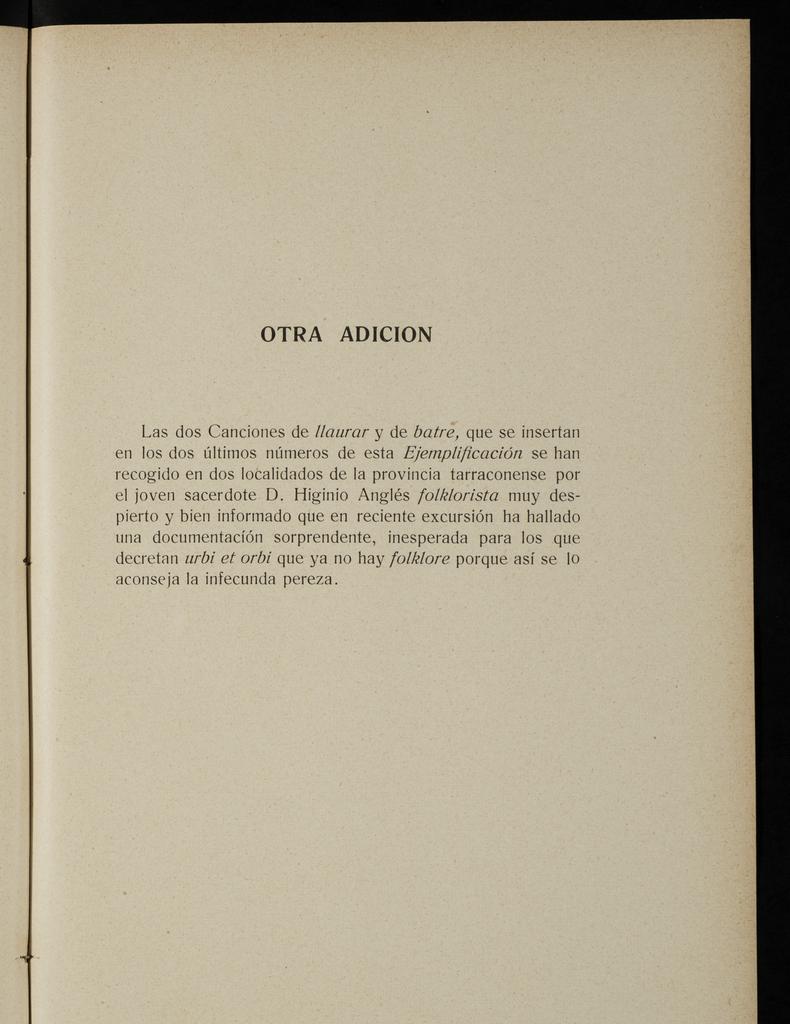 OTRA ADICION
Las dos Canciones de llaurar y de batre, que se insertan
en los dos últimos números de esta Ejemplificación se han
recogido en dos localidados de la provincia tarraconense por
el joven sacerdote D. Higinio Anglés folklorista muy des-
pierto y bien informado que en reciente excursión ha hallado
una documentacíón sorprendente, inesperada para los que
decretan urbi et orbi que ya no hay folklore porque así se lo
aconseja la infecunda pereza.